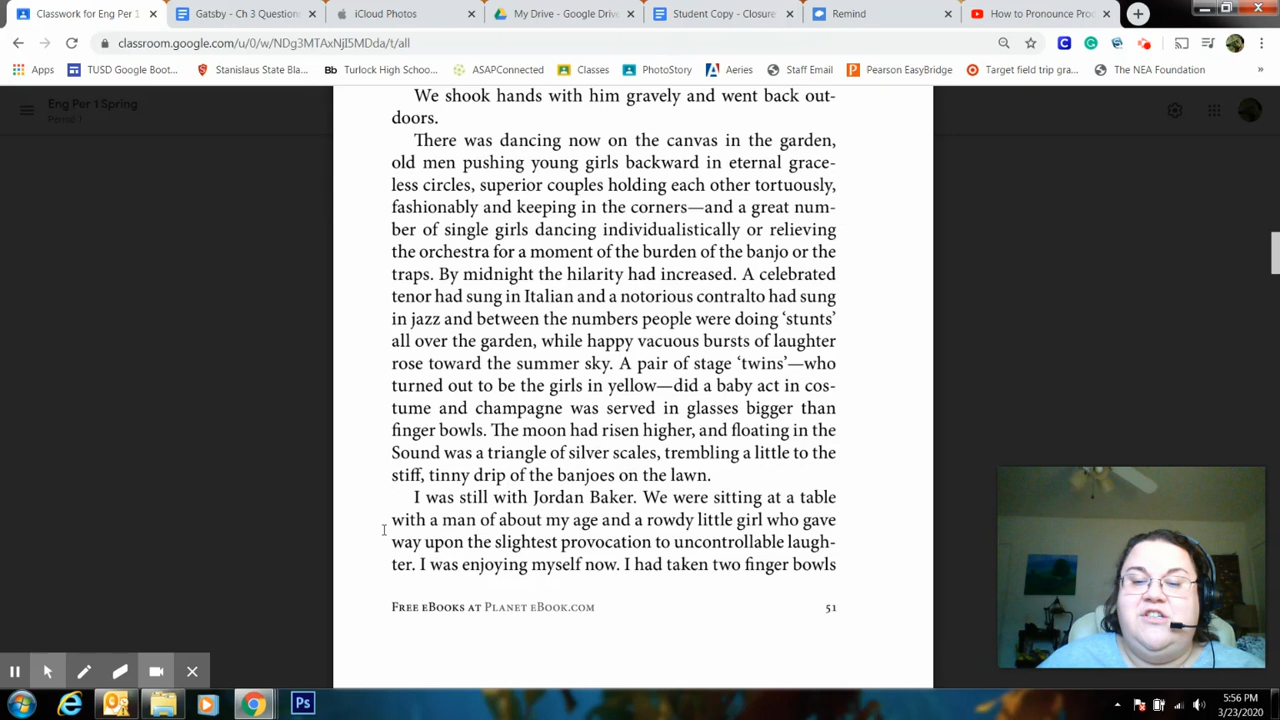 Classwork for Eng Per 1
Gatsby - Ch 3 Question
iCloud Photos
My Drive - Google Drive
Student Copy - Closure
Remind
How to Pronounce Pro
classroom.google.com/u/0/w/NDg3MTAxNjI5MDda/t/all
Apps
TUSD Google Boot...
Stanislaus State Bla...
Bb Turlock High Schoo...
ASAPConnected
Classes
PhotoStory
Aeries
Staff Email
Pearson EasyBridge
Target field trip gra...
The NEA Foundation
Eng Per 1 Spring
Period 1
We shook hands with him gravely and went back out-
doors.
There was dancing now on the canvas in the garden,
old men pushing young girls backward in eternal grace-
less circles, superior couples holding each other tortuously,
fashionably and keeping in the corners—and a great num-
ber of single girls dancing individualistically or relieving
the orchestra for a moment of the burden of the banjo or the
traps. By midnight the hilarity had increased. A celebrated
tenor had sung in Italian and a notorious contralto had sung
in jazz and between the numbers people were doing ‘stunts’
all over the garden, while happy vacuous bursts of laughter
rose toward the summer sky. A pair of stage ‘twins’—who
turned out to be the girls in yellow—did a baby act in cos-
tume and champagne was served in glasses bigger than
finger bowls. The moon had risen higher, and floating in the
Sound was a triangle of silver scales, trembling a little to the
stiff, tinny drip of the banjoes on the lawn.
I was still with Jordan Baker. We were sitting at a table
with a man of about my age and a rowdy little girl who gave
way upon the slightest provocation to uncontrollable laugh-
ter. I was enjoying myself now. I had taken two finger bowls
Free eBooks at Planet eBook.com
51
Ps
5:56 PM
3/23/2020